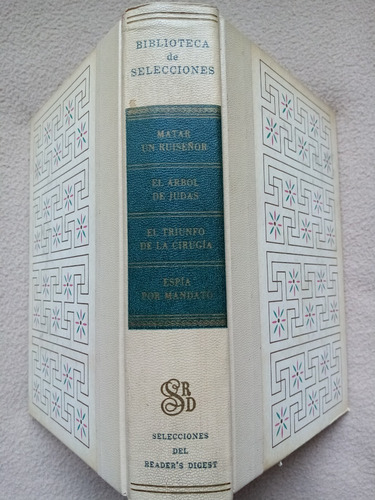 BIBLIOTECA
de
SELECCIONES
MATAR
UN RUISEÑOR
EL ÁRBOL
DE JUDAS
EL TRIUNFO
DE LA CIRUGÍA
ESPÍA
POR MANDATO
SRD
SELECCIONES
DEL
READER'S DIGEST